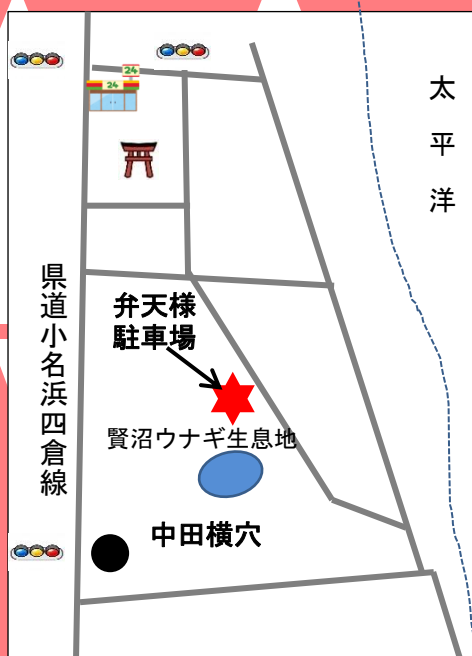 24
24
太平洋
県道小名浜四倉線
弁天様
駐車場
賢沼ウナギ生息地
中田横穴